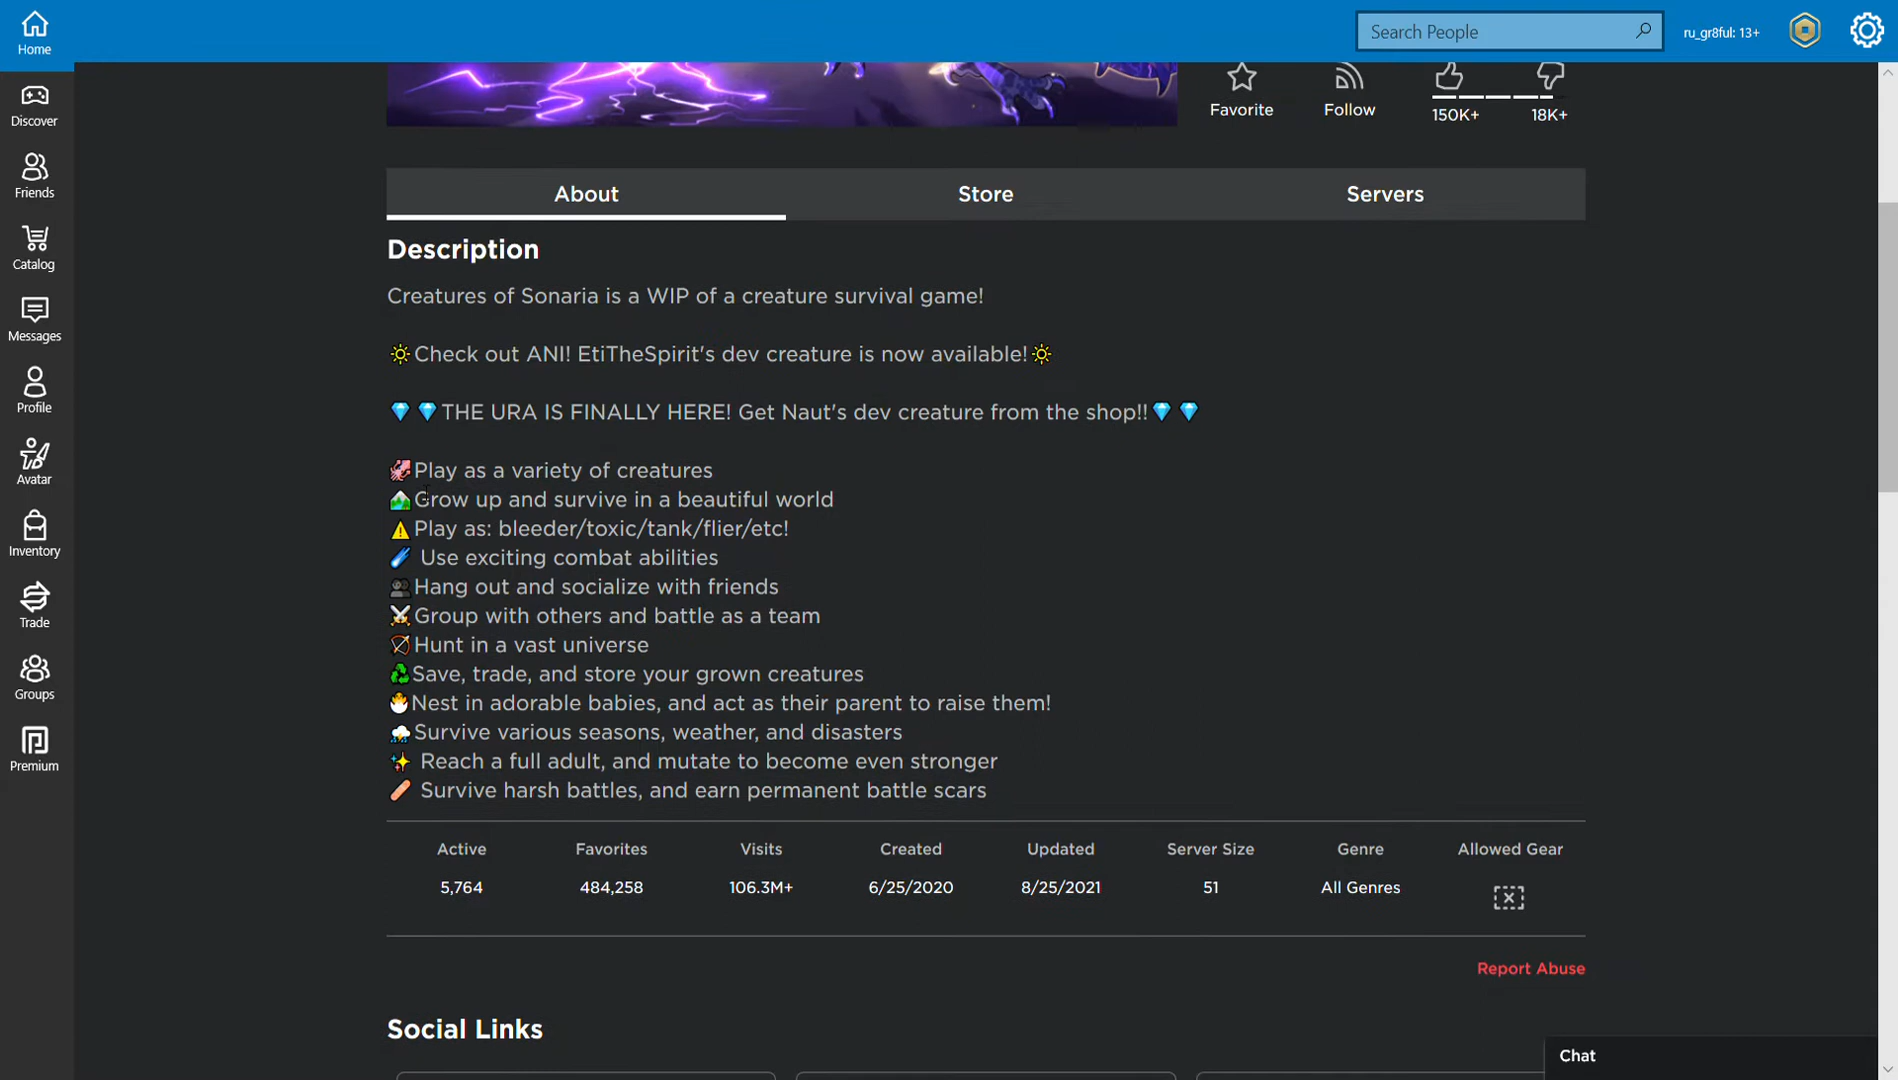 Home
Search People
ru_gr8ful: 13+
Discover
Friends
Catalog
Messages
Profile
Avatar
Inventory
Trade
Groups
Premium
Favorite
Follow
150K+
18K+
About
Store
Servers
Description
Creatures of Sonaria is a WIP of a creature survival game!
🔅Check out ANI! EtiTheSpirit's dev creature is now available!🔅
💎💎THE URA IS FINALLY HERE! Get Naut's dev creature from the shop!!💎💎
🦑Play as a variety of creatures
🏞Grow up and survive in a beautiful world
⚠Play as: bleeder/toxic/tank/flier/etc!
☄ Use exciting combat abilities
👥Hang out and socialize with friends
⚔Group with others and battle as a team
🏹Hunt in a vast universe
♻Save, trade, and store your grown creatures
🐣Nest in adorable babies, and act as their parent to raise them!
⛈Survive various seasons, weather, and disasters
✨ Reach a full adult, and mutate to become even stronger
🩹 Survive harsh battles, and earn permanent battle scars
Active Favorites Visits Created Updated Server Size Genre Allowed Gear
5,764 484,258 106.3M+ 6/25/2020 8/25/2021 51 All Genres
Report Abuse
Social Links
Chat